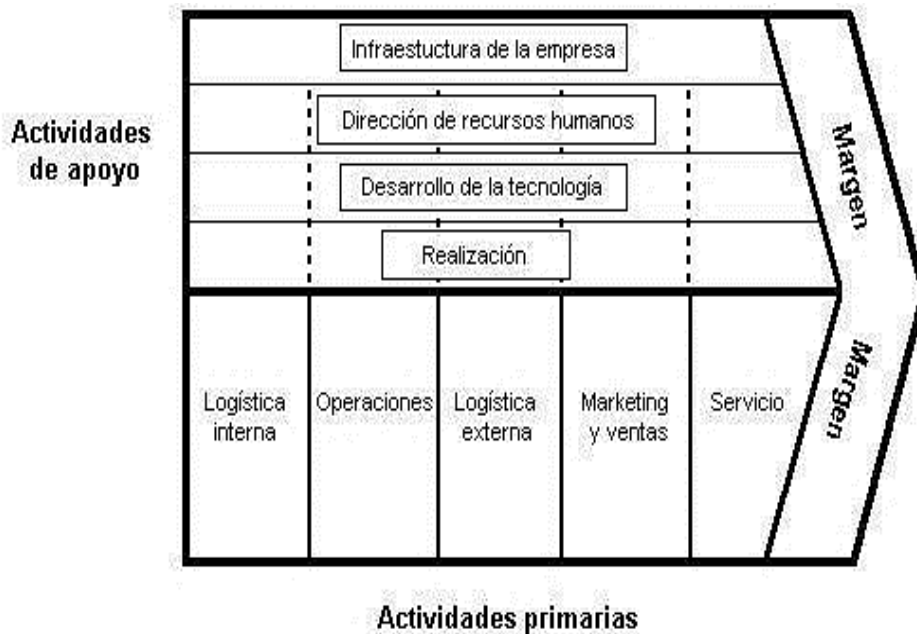 Infraestuctura de la empresa
Actividades
de apoyo
Dirección de recursos humanos
Desarrollo de la tecnología
Realización
Margen
Margen
Logística
interna
Operaciones
Logística
externa
Marketing
y ventas
Servicio
Actividades primarias